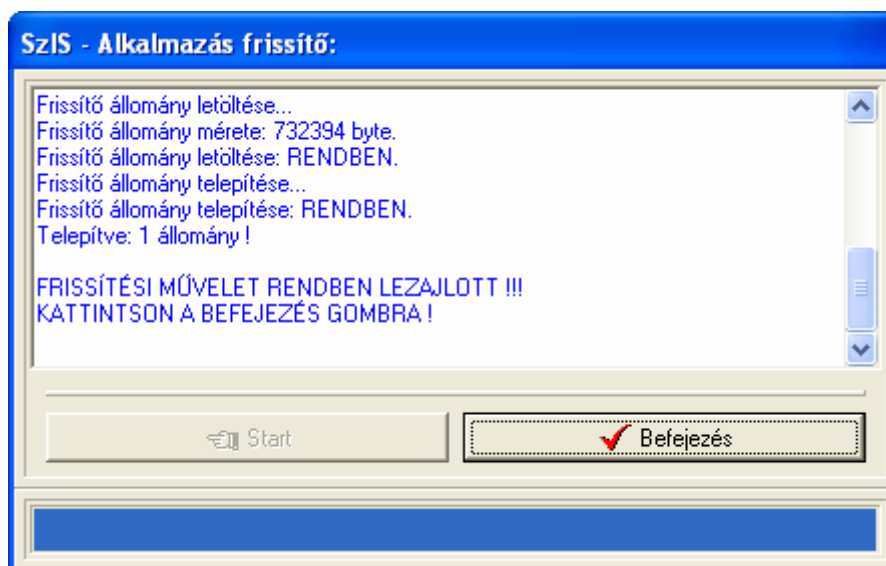 SzIS - Alkalmazás frissítő:
Frissítő állomány letöltése...
Frissítő állomány mérete: 732394 byte.
Frissítő állomány letöltése: RENDBEN.
Frissítő állomány telepítése...
Frissítő állomány telepítése: RENDBEN.
Telepítve: 1 állomány !
FRISSÍTÉSI MŰVELET RENDBEN LEZAJLOTT !!!
KATTINTSON A BEFEJEZÉS GOMBRA !
Start
Befejezés